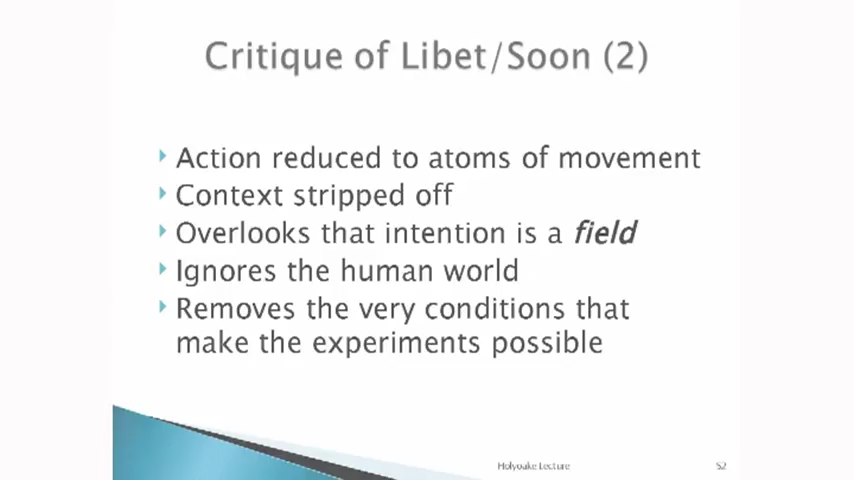 Critique of Libet/Soon (2)
Action reduced to atoms of movement
Context stripped off
Overlooks that intention is a field
Ignores the human world
Removes the very conditions that
make the experiments possible
Holyoake Lecture
52